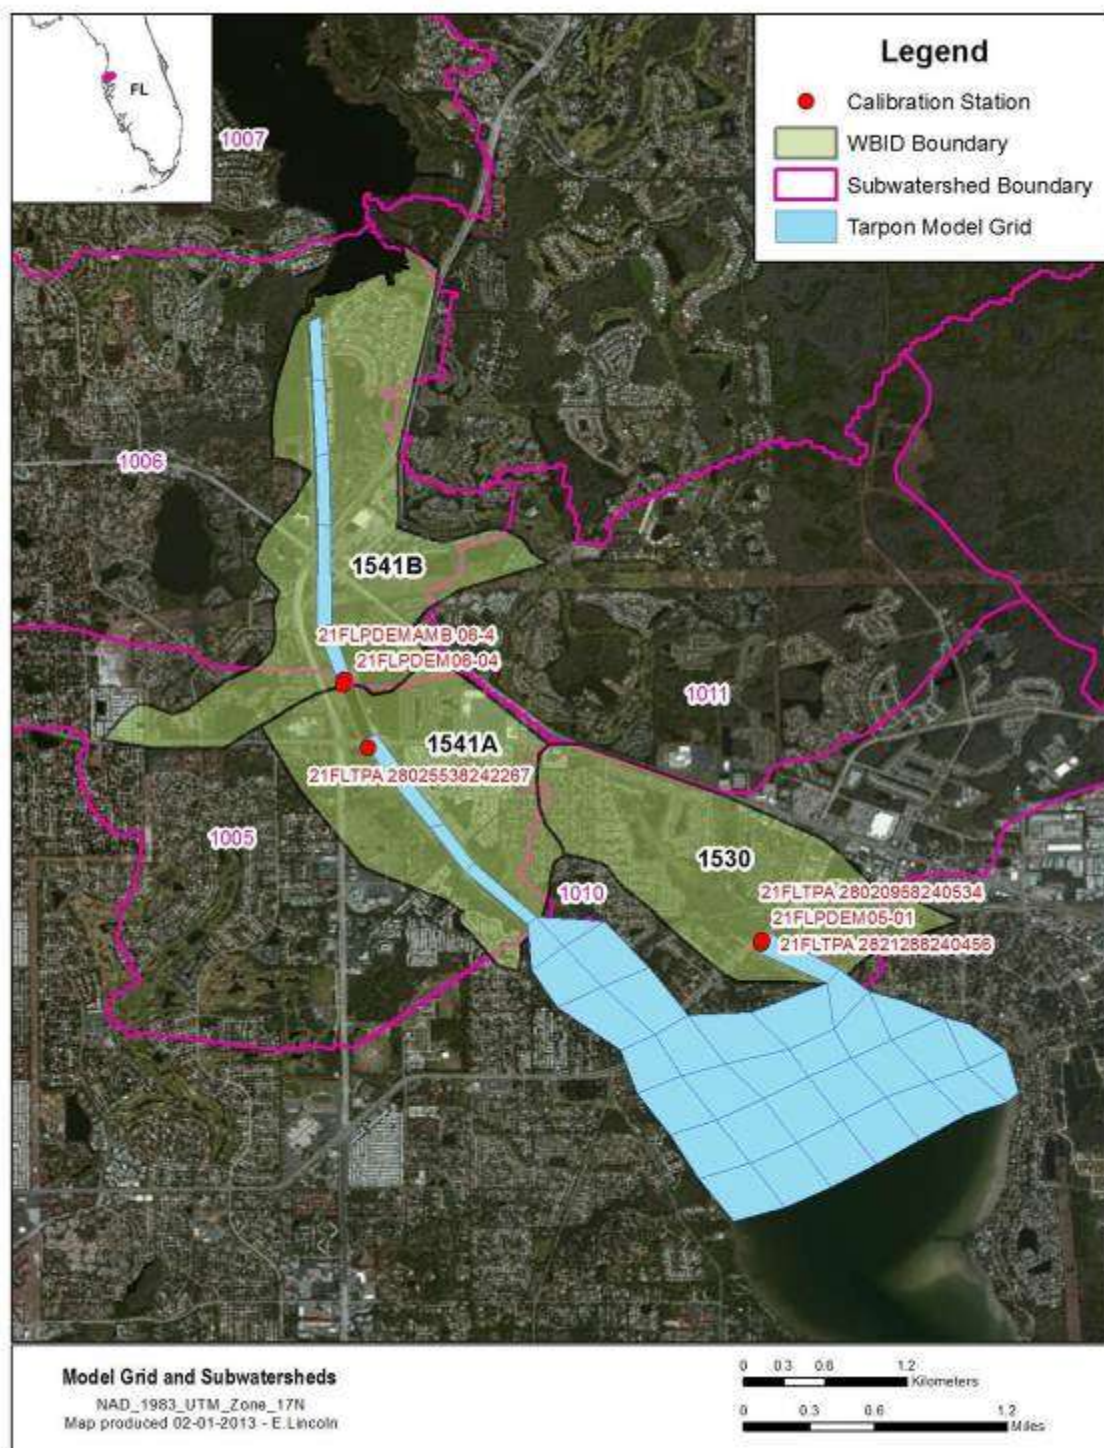 FL
Legend
Calibration Station
WBID Boundary
Subwatershed Boundary
Tarpon Model Grid
1007
1006
1541B
21FLPDEMAMB 06-4
21FLPDEM06-04
1011
1541A
21FLTPA 28025538242267
1005
1530
1010
21FLTPA 28020958240534
21FLPDEM05-01
21FLTPA 2821288240456
Model Grid and Subwatersheds
NAD_1983_UTM_Zone_17N
Map produced 02-01-2013 - E.Lincoln
0 0.3 0.6 1.2
Kilometers
0 0.3 0.6 1.2
Miles